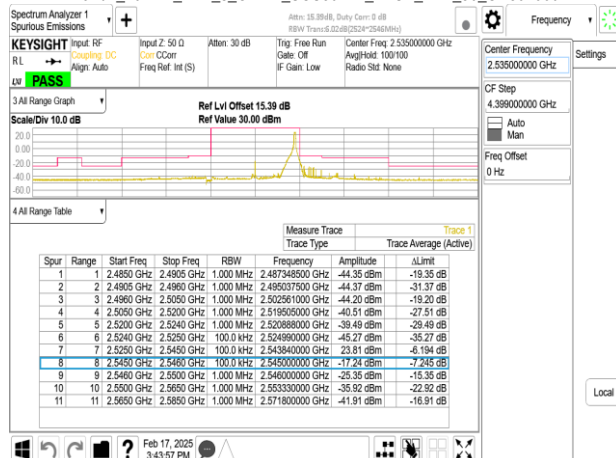 Spectrum Analyzer 1
Spurious Emissions
Attn: 15.39dB, Duty Corr: 0 dB
RBW Trans:6.02dB(2524~2546MHz)
Frequency
KEYSIGHT
RL
PASS
Input: RF
Coupling: DC
Align: Auto
Input Z: 50 Ω
Corr CCorr
Freq Ref: Int (S)
Atten: 30 dB
Trig: Free Run
Gate: Off
IF Gain: Low
Center Freq: 2.535000000 GHz
Avg|Hold: 100/100
Radio Std: None
Center Frequency
2.535000000 GHz
Settings
CF Step
4.399000000 GHz
Auto
Man
Freq Offset
0 Hz
3 All Range Graph
Scale/Div 10.0 dB
Ref Lvl Offset 15.39 dB
Ref Value 30.00 dBm
20.0
0.00
-20.0
-40.0
-60.0
4 All Range Table
Measure Trace Trace 1
Trace Type Trace Average (Active)
Spur Range Start Freq Stop Freq RBW Frequency Amplitude ΔLimit
1 1 2.4850 GHz 2.4905 GHz 1.000 MHz 2.487348500 GHz -44.35 dBm -19.35 dB
2 2 2.4905 GHz 2.4960 GHz 1.000 MHz 2.495037500 GHz -44.37 dBm -31.37 dB
3 3 2.4960 GHz 2.5050 GHz 1.000 MHz 2.502561000 GHz -44.20 dBm -19.20 dB
4 4 2.5050 GHz 2.5200 GHz 1.000 MHz 2.519505000 GHz -40.51 dBm -27.51 dB
5 5 2.5200 GHz 2.5240 GHz 1.000 MHz 2.520888000 GHz -39.49 dBm -29.49 dB
6 6 2.5240 GHz 2.5250 GHz 100.0 kHz 2.524990000 GHz -45.27 dBm -35.27 dB
7 7 2.5250 GHz 2.5450 GHz 100.0 kHz 2.543840000 GHz 23.81 dBm -6.194 dB
8 8 2.5450 GHz 2.5460 GHz 100.0 kHz 2.545000000 GHz -17.24 dBm -7.245 dB
9 9 2.5460 GHz 2.5500 GHz 1.000 MHz 2.546000000 GHz -25.35 dBm -15.35 dB
10 10 2.5500 GHz 2.5650 GHz 1.000 MHz 2.553330000 GHz -35.92 dBm -22.92 dB
11 11 2.5650 GHz 2.5850 GHz 1.000 MHz 2.571800000 GHz -41.91 dBm -16.91 dB
Local
?
Feb 17, 2025
3:43:57 PM